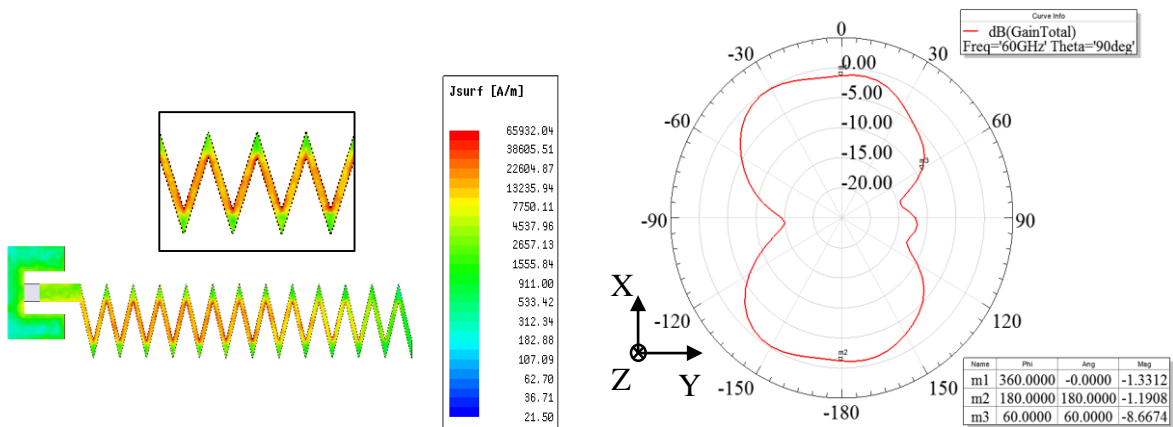 Jsurf [A/m]
65932.04
38605.51
22604.87
13235.94
7750.11
4537.96
2657.13
1555.84
911.00
533.42
312.34
182.88
107.09
62.70
36.71
21.50
Curve Info
dB(GainTotal)
Freq='60GHz' Theta='90deg'
0
-30
30
-60
60
-90
90
-120
120
-150
150
-180
0.00
-5.00
-10.00
-15.00
-20.00
m2
m3
X
Z
Y
Name Phi Ang Mag
m1 360.0000 -0.0000 -1.3312
m2 180.0000 180.0000 -1.1908
m3 60.0000 60.0000 -8.6674